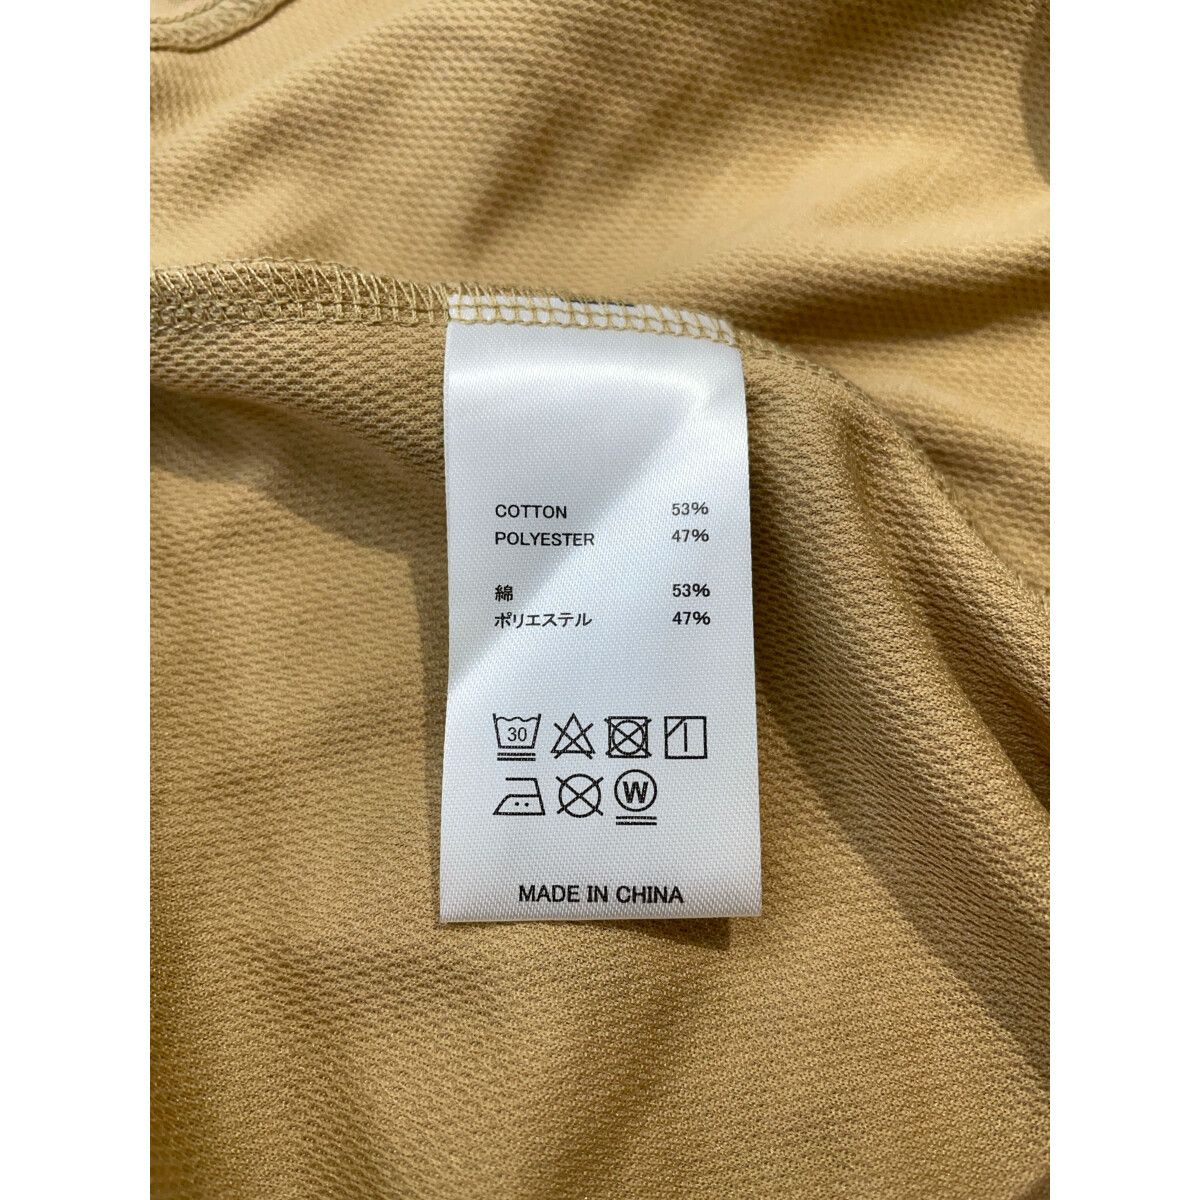 COTTON 53%
POLYESTER 47%
綿 53%
ポリエステル 47%
30
W
MADE IN CHINA